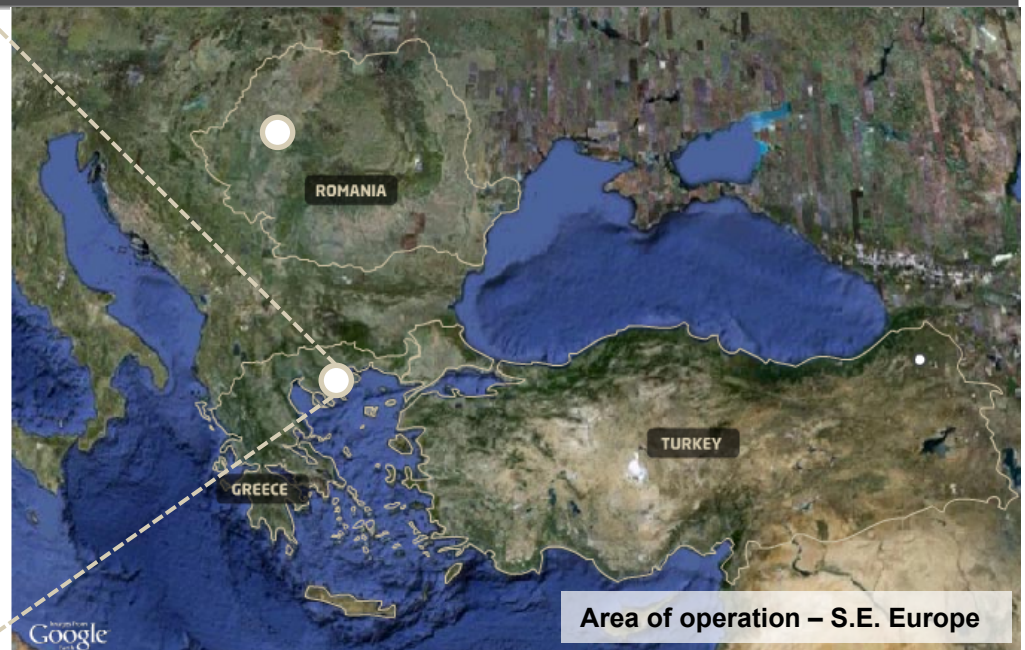 ROMANIA
TURKEY
GREECE
Area of operation – S.E. Europe
Google